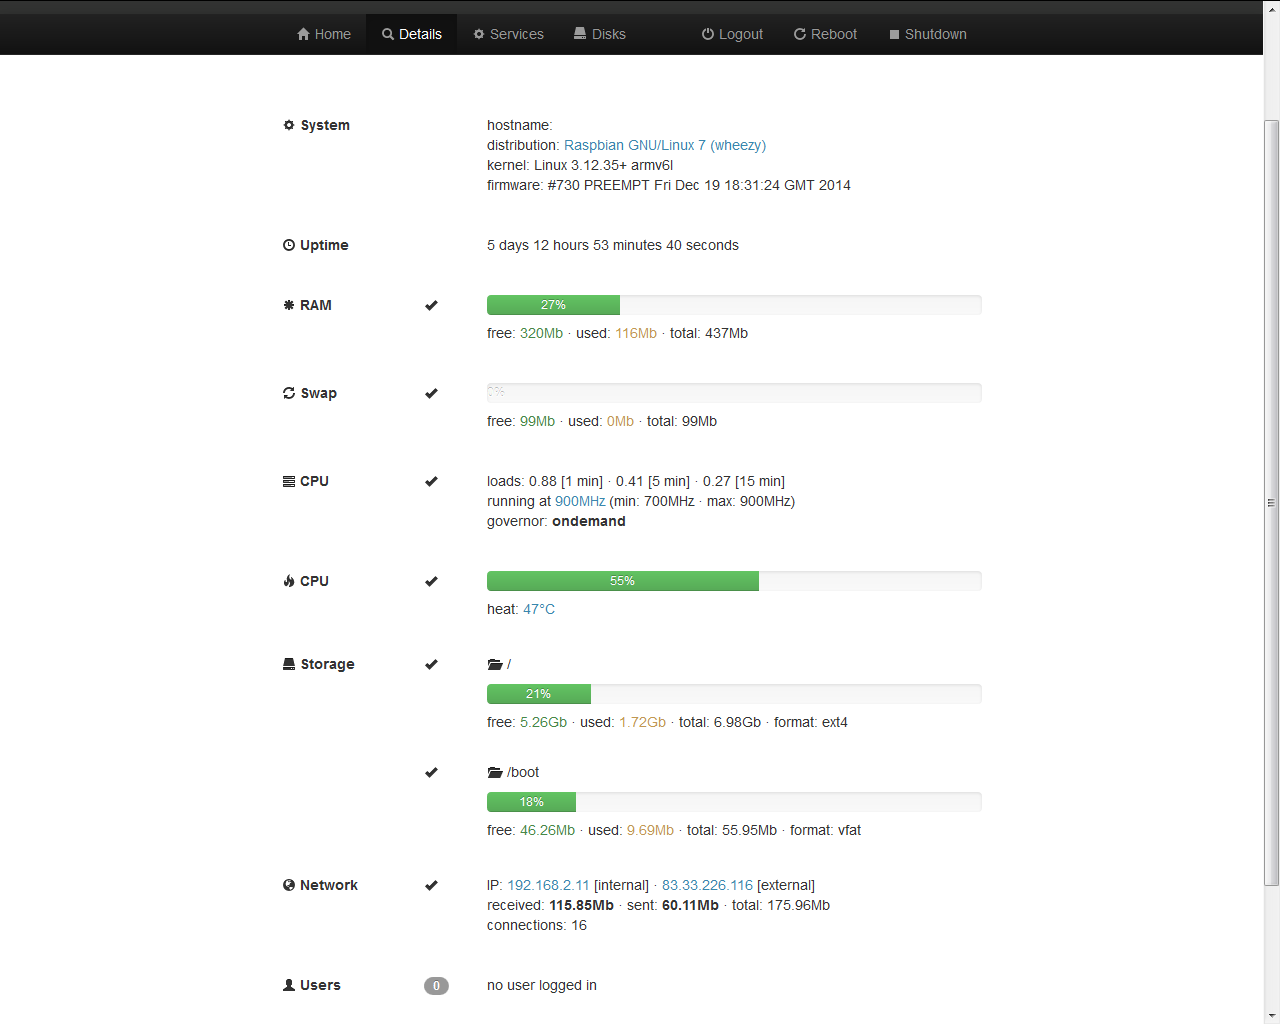 Home Details Services Disks Logout Reboot Shutdown
System
hostname:
distribution: Raspbian GNU/Linux 7 (wheezy)
kernel: Linux 3.12.35+ armv6l
firmware: #730 PREEMPT Fri Dec 19 18:31:24 GMT 2014
Uptime 5 days 12 hours 53 minutes 40 seconds
RAM 27%
free: 320Mb · used: 116Mb · total: 437Mb
Swap 0%
free: 99Mb · used: 0Mb · total: 99Mb
CPU loads: 0.88 [1 min] · 0.41 [5 min] · 0.27 [15 min]
running at 900MHz (min: 700MHz · max: 900MHz)
governor: ondemand
CPU 55%
heat: 47°C
Storage /
21%
free: 5.26Gb · used: 1.72Gb · total: 6.98Gb · format: ext4
/boot
18%
free: 46.26Mb · used: 9.69Mb · total: 55.95Mb · format: vfat
Network IP: 192.168.2.11 [internal] · 83.33.226.116 [external]
received: 115.85Mb · sent: 60.11Mb · total: 175.96Mb
connections: 16
Users 0 no user logged in